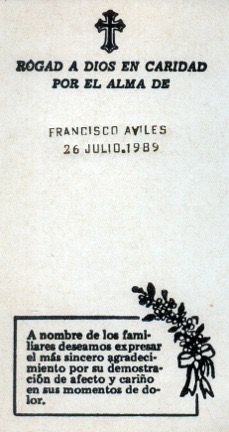 RÓGAD A DIOS EN CARIDAD
POR EL ALMA DE
FRANCISCO AVILES
26 JULIO.1989
A nombre de los fami-
liares deseamos expresar
el más sincero agradeci-
miento por su demostra-
ción de afecto y cariño
en sus momentos de do-
lor.